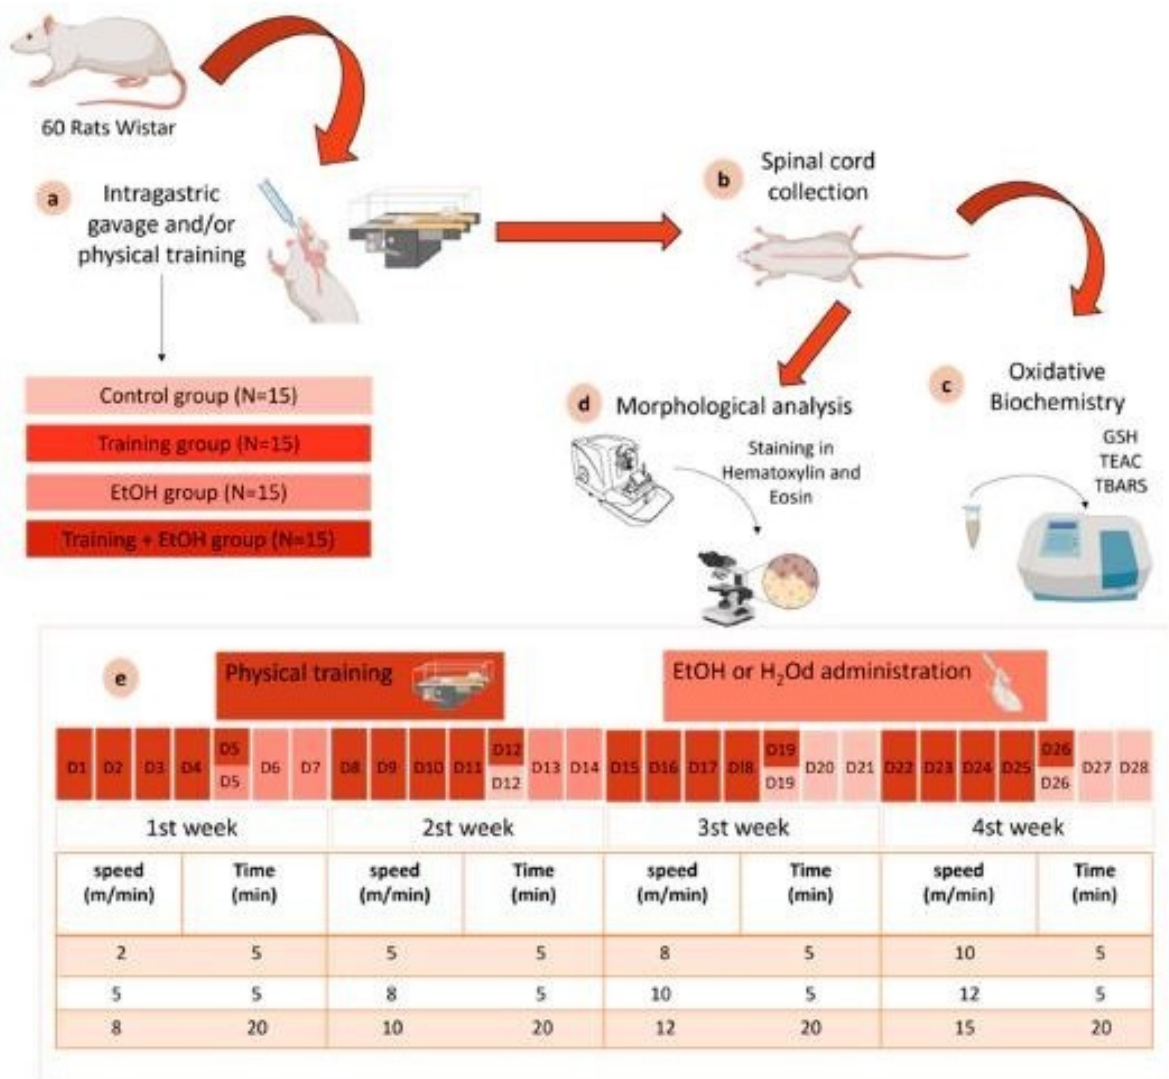 60 Rats Wistar
a
Intragastric
gavage and/or
physical training
Control group (N=15)
Training group (N=15)
EtOH group (N=15)
Training + EtOH group (N=15)
b
Spinal cord
collection
c
Oxidative
Biochemistry
GSH
TEAC
TBARS
d
Morphological analysis
Staining in
Hematoxylin and
Eosin
e
Physical training
EtOH or H₂Od administration
D1 D2 D3 D4 D5 D5 D6 D7 D8 D9 D10 D11 D12 D12 D13 D14 D15 D16 D17 Dl8 D19 D19 D20 D21 D22 D23 D24 D25 D26 D26 D27 D28
1st week 2st week 3st week 4st week
speed Time speed Time speed Time speed Time
(m/min) (min) (m/min) (min) (m/min) (min) (m/min) (min)
2 5 5 5 8 5 10 5
5 5 8 5 10 5 12 5
8 20 10 20 12 20 15 20